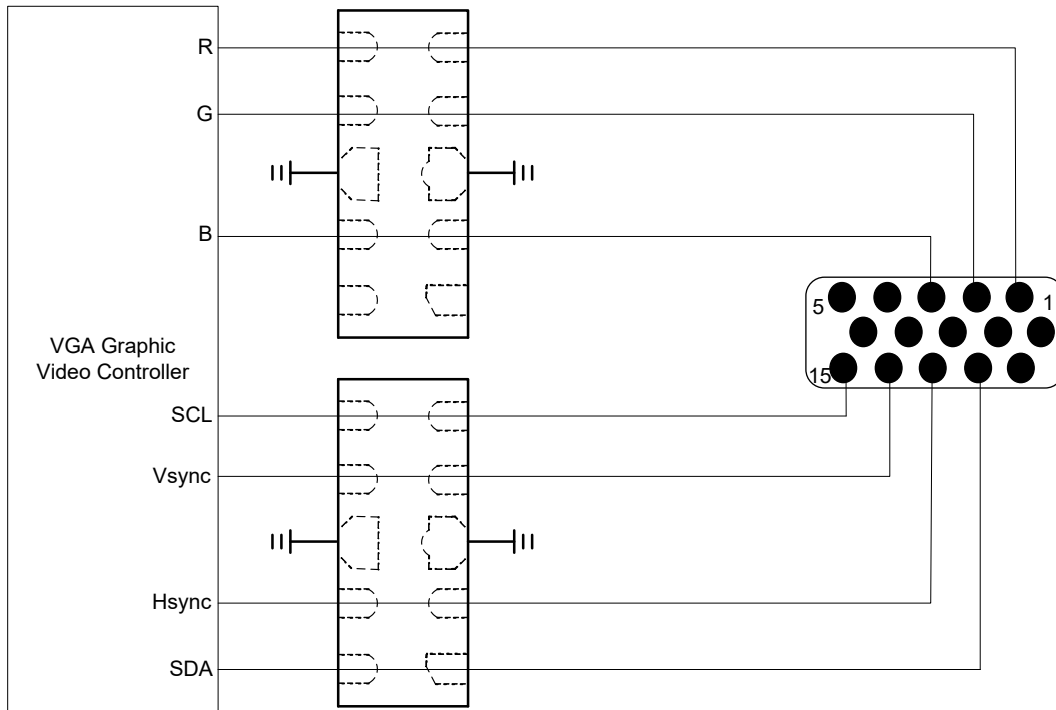 R
G
B
VGA Graphic
Video Controller
5
1
15
SCL
Vsync
Hsync
SDA